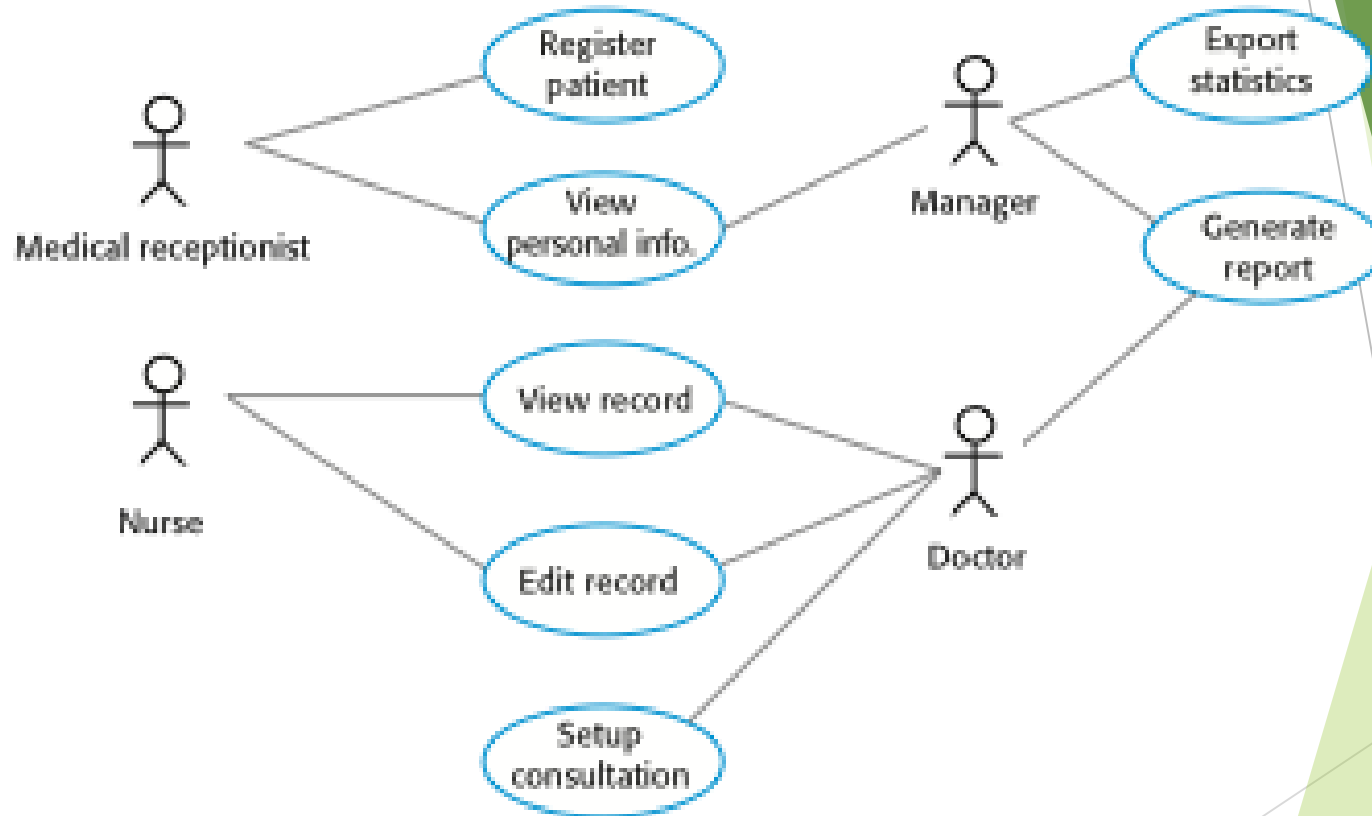 Register
patient
Export
statistics
Medical receptionist
View
personal info.
Manager
Generate
report
Nurse
View record
Edit record
Doctor
Setup
consultation